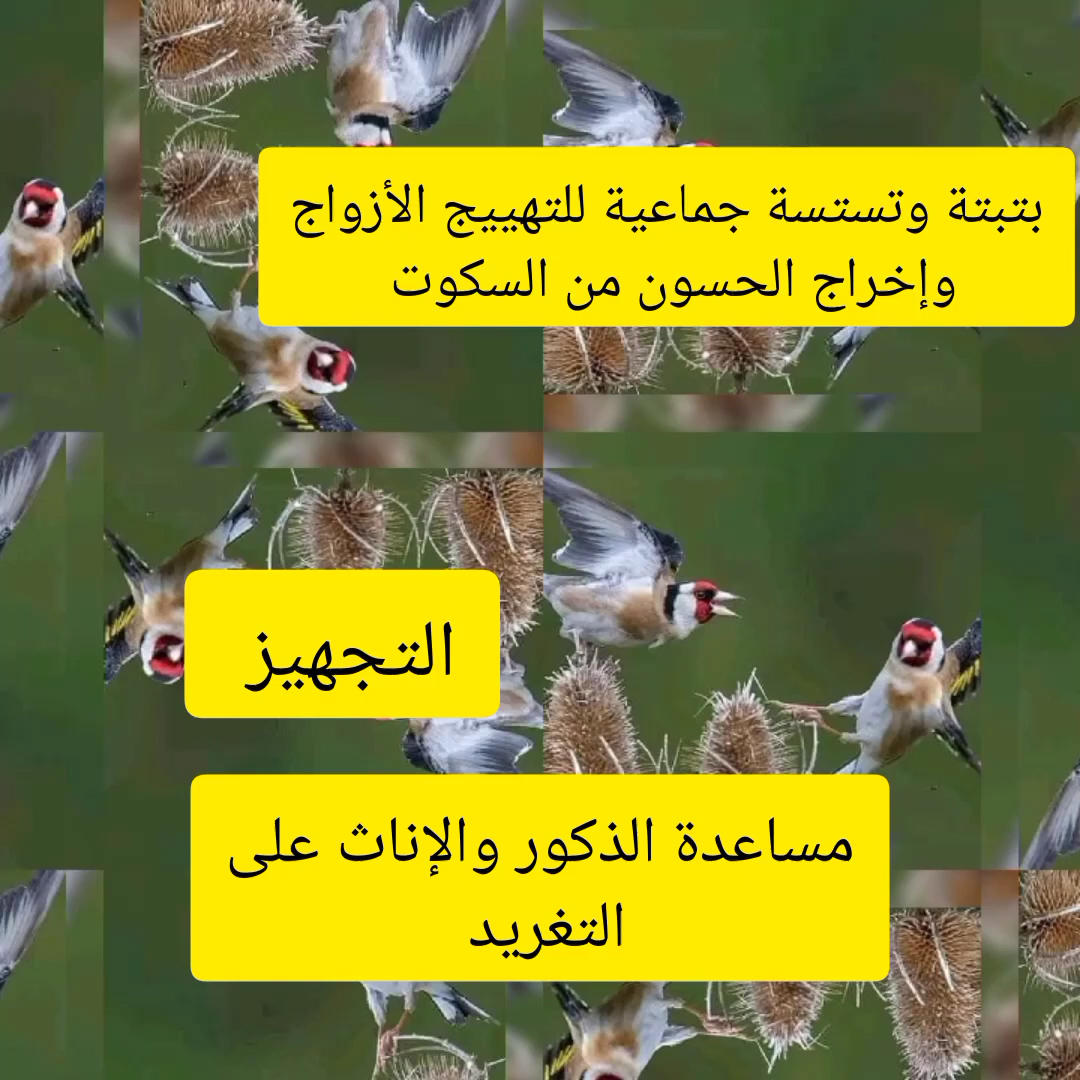 بتبتة وتستسة جماعية للتهييج الأزواج
وإخراج الحسون من السكوت
التجهيز
مساعدة الذكور والإناث على
التغريد